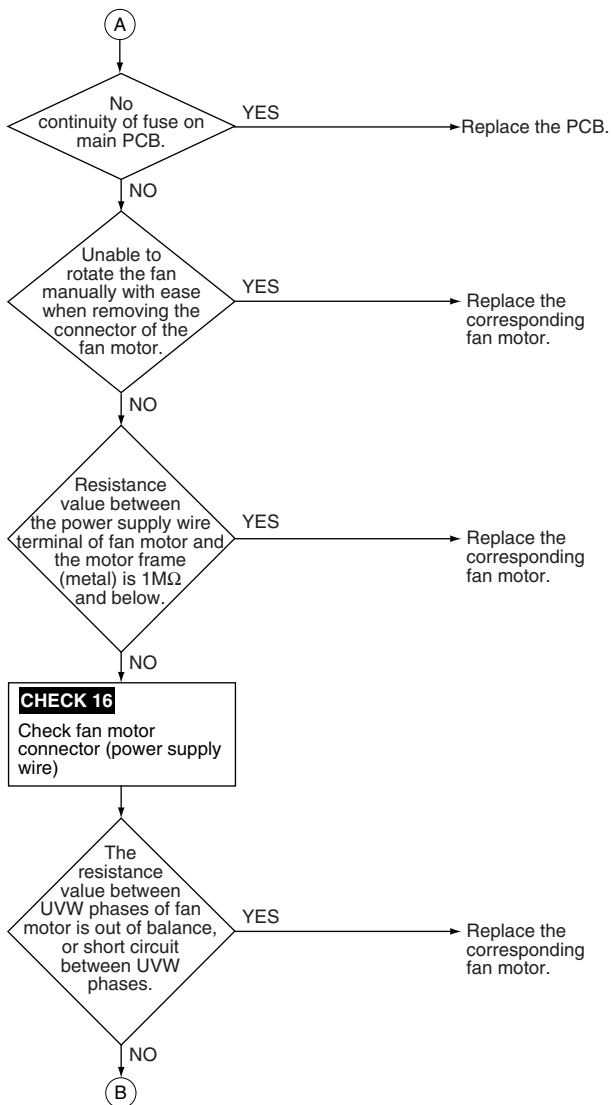 A
No
continuity of fuse on
main PCB.
YES
Replace the PCB.
NO
Unable to
rotate the fan
manually with ease
when removing the
connector of the
fan motor.
YES
Replace the
corresponding
fan motor.
NO
Resistance
value between
the power supply wire
terminal of fan motor and
the motor frame
(metal) is 1MΩ
and below.
YES
Replace the
corresponding
fan motor.
NO
CHECK 16
Check fan motor
connector (power supply
wire)
The
resistance
value between
UVW phases of fan
motor is out of balance,
or short circuit
between UVW
phases.
YES
Replace the
corresponding
fan motor.
NO
B